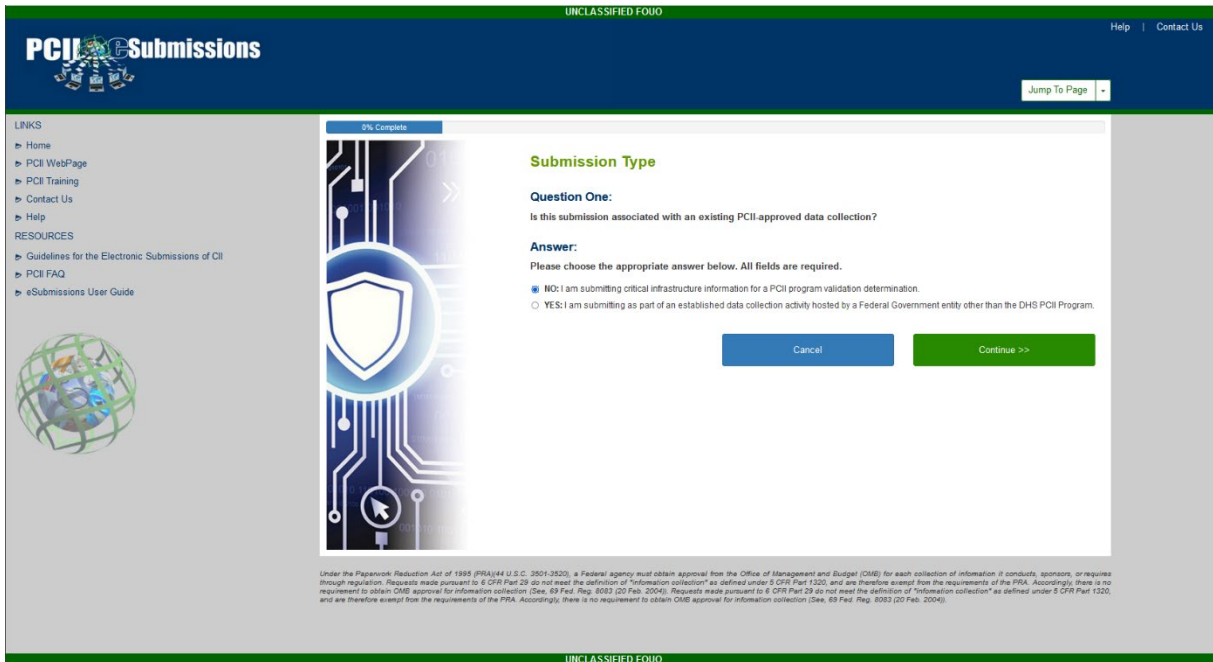 UNCLASSIFIED FOUO
Help | Contact Us
PCII eSubmissions
Jump To Page
LINKS
Home
PCII WebPage
PCII Training
Contact Us
Help
RESOURCES
Guidelines for the Electronic Submissions of CII
PCII FAQ
eSubmissions User Guide
0% Complete
Submission Type
Question One:
Is this submission associated with an existing PCII-approved data collection?
Answer:
Please choose the appropriate answer below. All fields are required.
NO: I am submitting critical infrastructure information for a PCII program validation determination.
YES: I am submitting as part of an established data collection activity hosted by a Federal Government entity other than the DHS PCII Program.
Cancel
Continue >>
Under the Paperwork Reduction Act of 1995 (PRA)(44 U.S.C. 3501-3520), a Federal agency must obtain approval from the Office of Management and Budget (OMB) for each collection of information it conducts, sponsors, or requires
through regulation. Requests made pursuant to 6 CFR Part 29 do not meet the definition of "information collection" as defined under 5 CFR Part 1320, and are therefore exempt from the requirements of the PRA. Accordingly, there is no
requirement to obtain OMB approval for information collection (See, 69 Fed. Reg. 8083 (20 Feb. 2004)). Requests made pursuant to 6 CFR Part 29 do not meet the definition of "information collection" as defined under 5 CFR Part 1320,
and are therefore exempt from the requirements of the PRA. Accordingly, there is no requirement to obtain OMB approval for information collection (See, 69 Fed. Reg. 8083 (20 Feb. 2004)).
UNCLASSIFIED FOUO